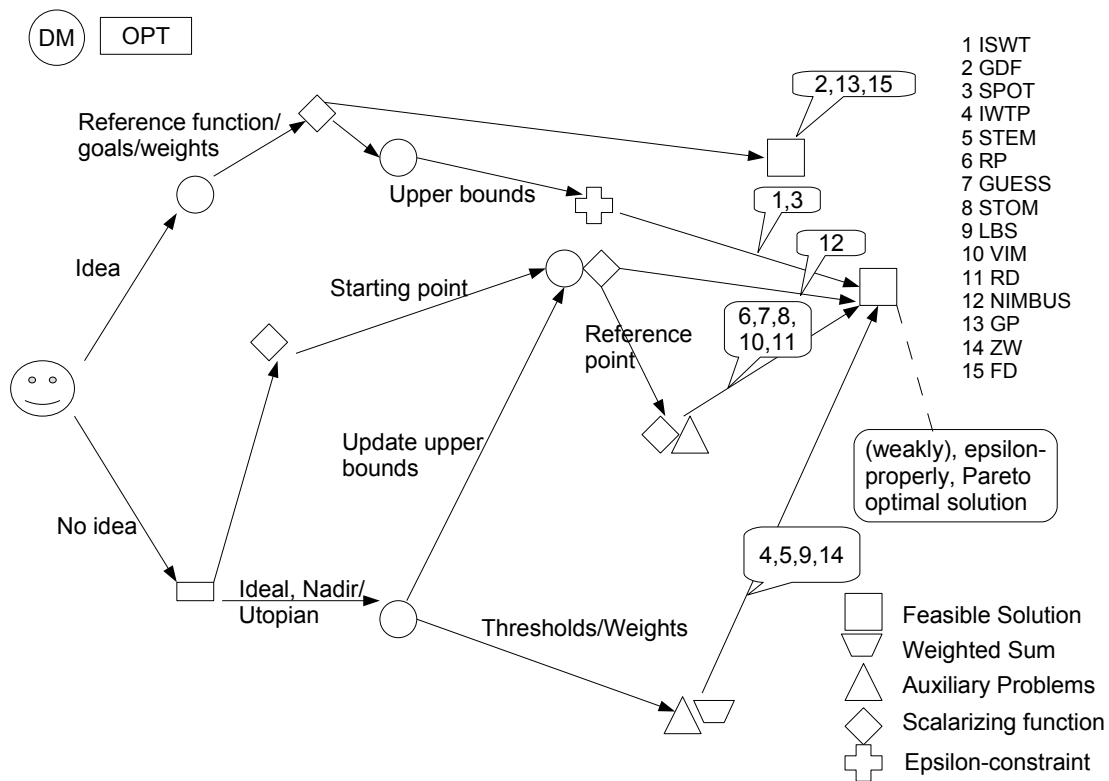 DM
OPT
Reference function/
goals/weights
2,13,15
Upper bounds
1,3
Idea
Starting point
12
6,7,8,
10,11
Reference
point
Update upper
bounds
No idea
Ideal, Nadir/
Utopian
Thresholds/Weights
4,5,9,14
(weakly), epsilon-
properly, Pareto
optimal solution
1 ISWT
2 GDF
3 SPOT
4 IWTP
5 STEM
6 RP
7 GUESS
8 STOM
9 LBS
10 VIM
11 RD
12 NIMBUS
13 GP
14 ZW
15 FD
Feasible Solution
Weighted Sum
Auxiliary Problems
Scalarizing function
Epsilon-constraint